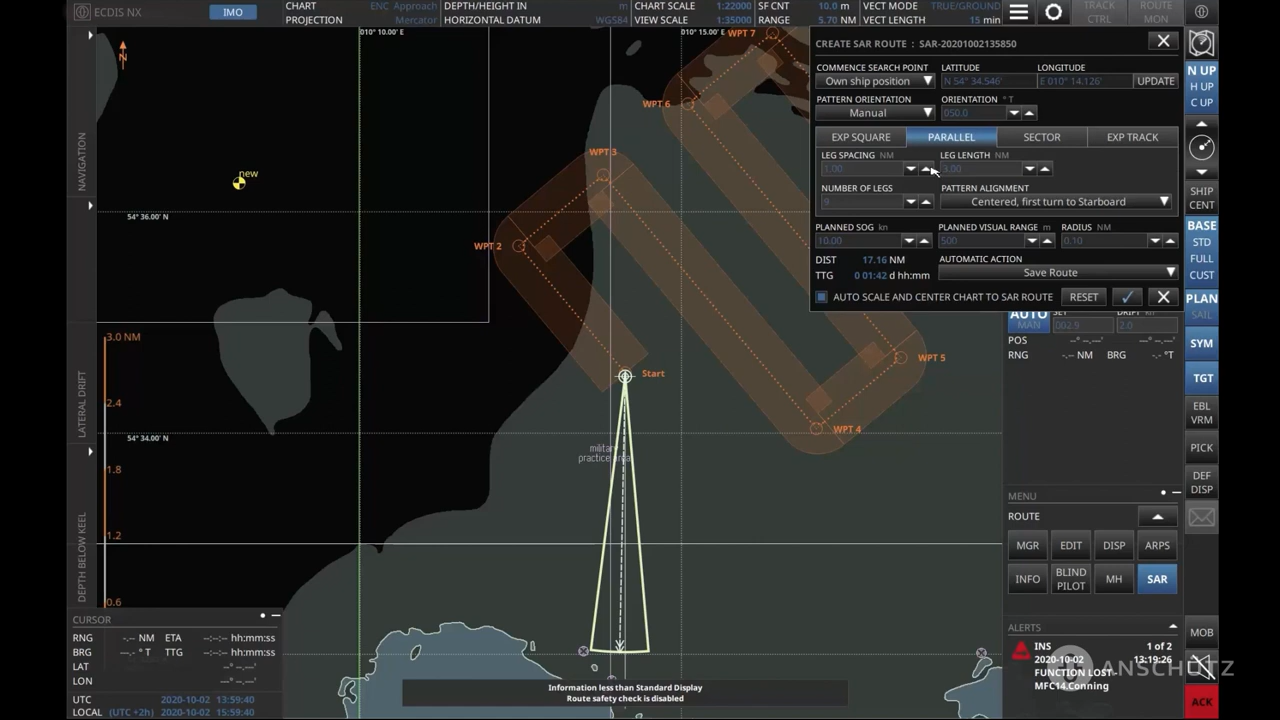 ECDIS NX
IMO
CHART
PROJECTION
ENC Approach
Mercator
DEPTH/HEIGHT IN
HORIZONTAL DATUM
m
WGS84
CHART SCALE
VIEW SCALE
1:22000
1:35000
SF CNT
RANGE
10.0 m
5.70 NM
VECT MODE
VECT LENGTH
TRUE/GROUND
15 min
TRACK
CTRL
ROUTE
MON
010° 10.00' E
010° 15.00' E
N
NAVIGATION
LATERAL DRIFT
DEPTH BELOW KEEL
new
54° 36.00' N
54° 34.00' N
3.0 NM
2.4
1.8
1.2
0.6
WPT 7
WPT 6
WPT 3
WPT 2
Start
WPT 5
WPT 4
CREATE SAR ROUTE : SAR-20201002135850
COMMENCE SEARCH POINT
LATITUDE
LONGITUDE
Own ship position
N 54° 34.546'
E 010° 14.126'
UPDATE
PATTERN ORIENTATION
ORIENTATION ° T
Manual
050.0
EXP SQUARE
PARALLEL
SECTOR
EXP TRACK
LEG SPACING NM
LEG LENGTH NM
1.00
3.00
NUMBER OF LEGS
PATTERN ALIGNMENT
9
Centered, first turn to Starboard
PLANNED SOG kn
PLANNED VISUAL RANGE m
RADIUS NM
10.00
500
0.10
DIST 17.16 NM
AUTOMATIC ACTION
TTG 0 01:42 d hh:mm
Save Route
AUTO SCALE AND CENTER CHART TO SAR ROUTE
RESET
AUTO
MAN
SET
DRIFT kn
002.9
2.0
POS --° --.---' --° --.---'
RNG -.-- NM BRG -.- ° T
N UP
H UP
C UP
SHIP
CENT
BASE
STD
FULL
CUST
PLAN
SAIL
SYM
TGT
EBL
VRM
PICK
DEF
DISP
MOB
ACK
MENU
ROUTE
MGR
EDIT
DISP
ARPS
INFO
BLIND
PILOT
MH
SAR
ALERTS
INS
1 of 2
2020-10-02
13:19:26
FUNCTION LOST-
MFC14.Conning
ANSCHÜTZ
CURSOR
RNG -.-- NM ETA --:--:-- hh:mm:ss
BRG -.-- ° T TTG --:--:-- hh:mm:ss
LAT --° --.---'
LON --° --.---'
UTC 2020-10-02 13:59:40
LOCAL (UTC +2h) 2020-10-02 15:59:40
Information less than Standard Display
Route safety check is disabled